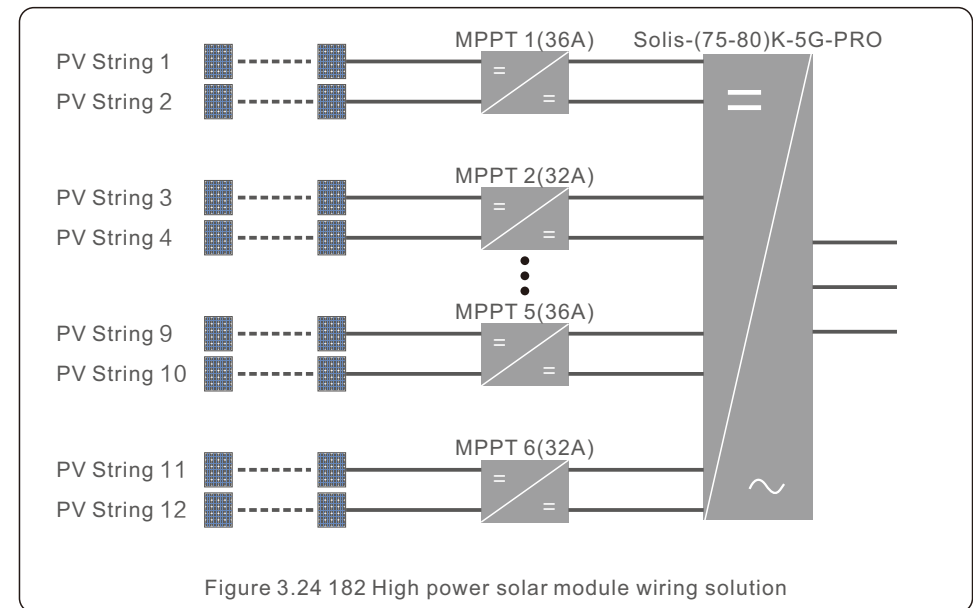 MPPT 1(36A) Solis-(75-80)K-5G-PRO
PV String 1
PV String 2
MPPT 2(32A)
PV String 3
PV String 4
MPPT 5(36A)
PV String 9
PV String 10
MPPT 6(32A)
PV String 11
PV String 12
Figure 3.24 182 High power solar module wiring solution